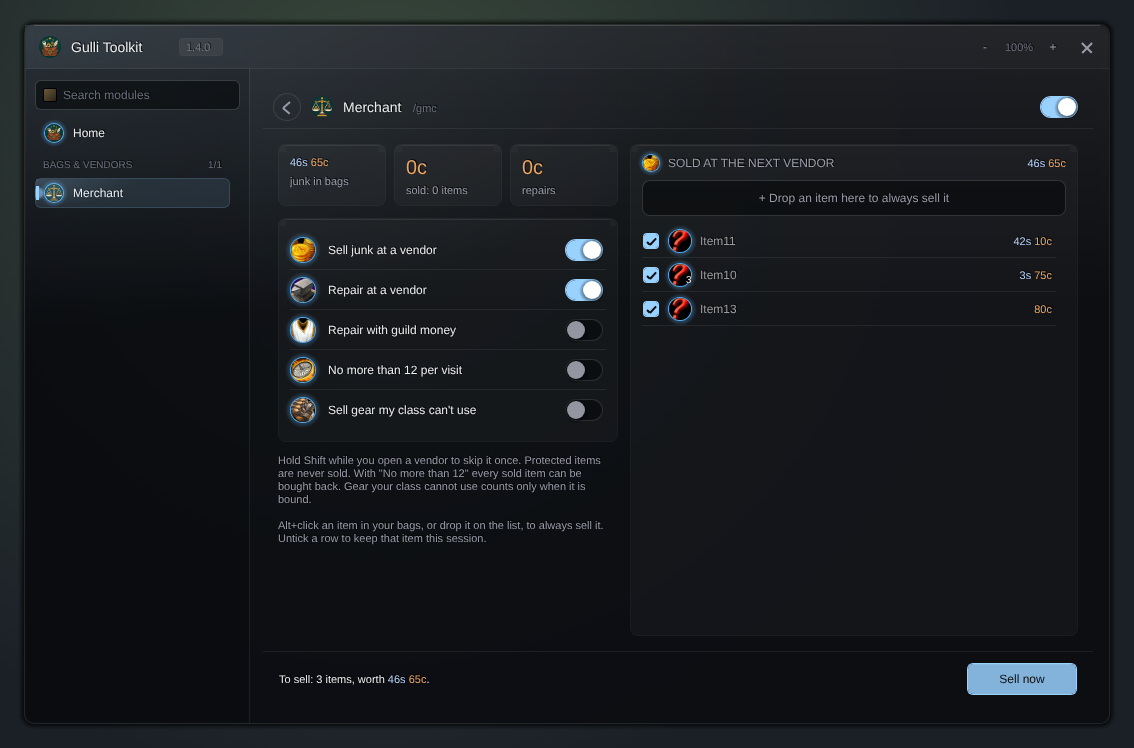 Gulli Toolkit
1.4.0
- 100% +
Search modules
Home
BAGS & VENDORS 1/1
Merchant
Merchant /gmc
46s 65c
junk in bags
0c
sold: 0 items
0c
repairs
Sell junk at a vendor
Repair at a vendor
Repair with guild money
No more than 12 per visit
Sell gear my class can't use
Hold Shift while you open a vendor to skip it once. Protected items
are never sold. With "No more than 12" every sold item can be
bought back. Gear your class cannot use counts only when it is
bound.
Alt+click an item in your bags, or drop it on the list, to always sell it.
Untick a row to keep that item this session.
SOLD AT THE NEXT VENDOR 46s 65c
+ Drop an item here to always sell it
Item11 42s 10c
3 Item10 3s 75c
Item13 80c
To sell: 3 items, worth 46s 65c.
Sell now